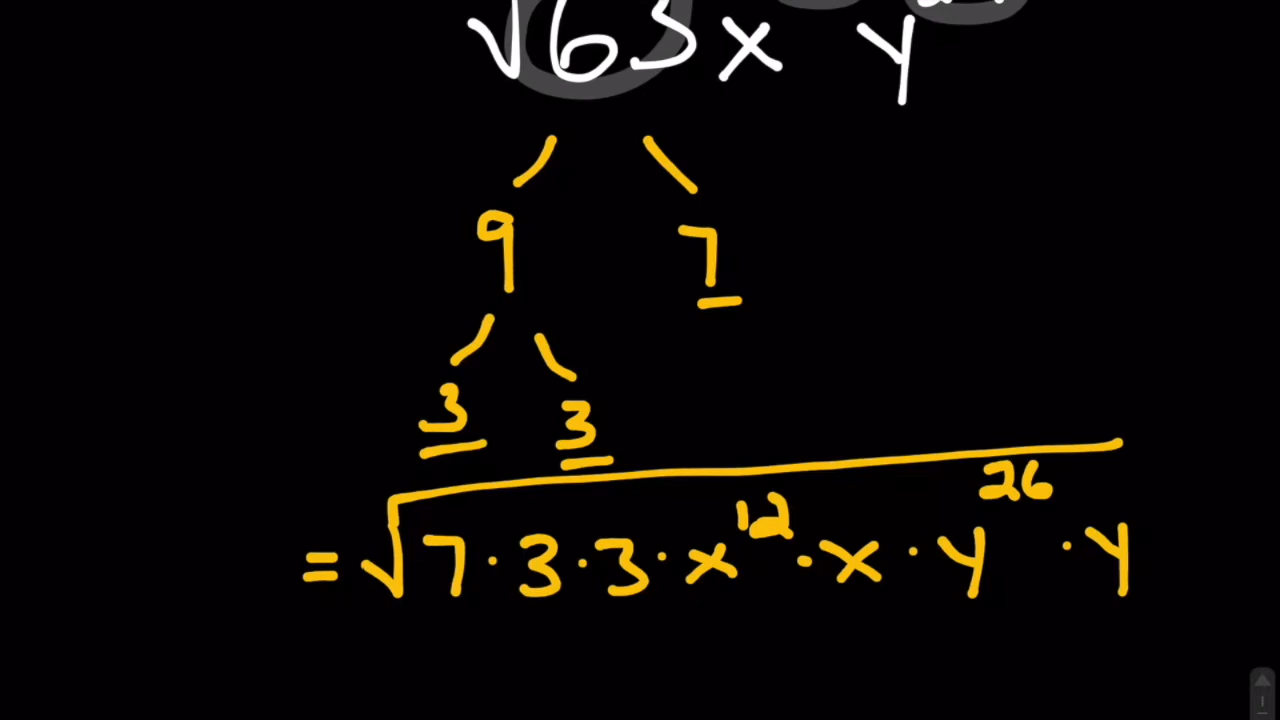 √63x y
9 7
3 3
= √7·3·3·x¹²·x·y²⁶·y